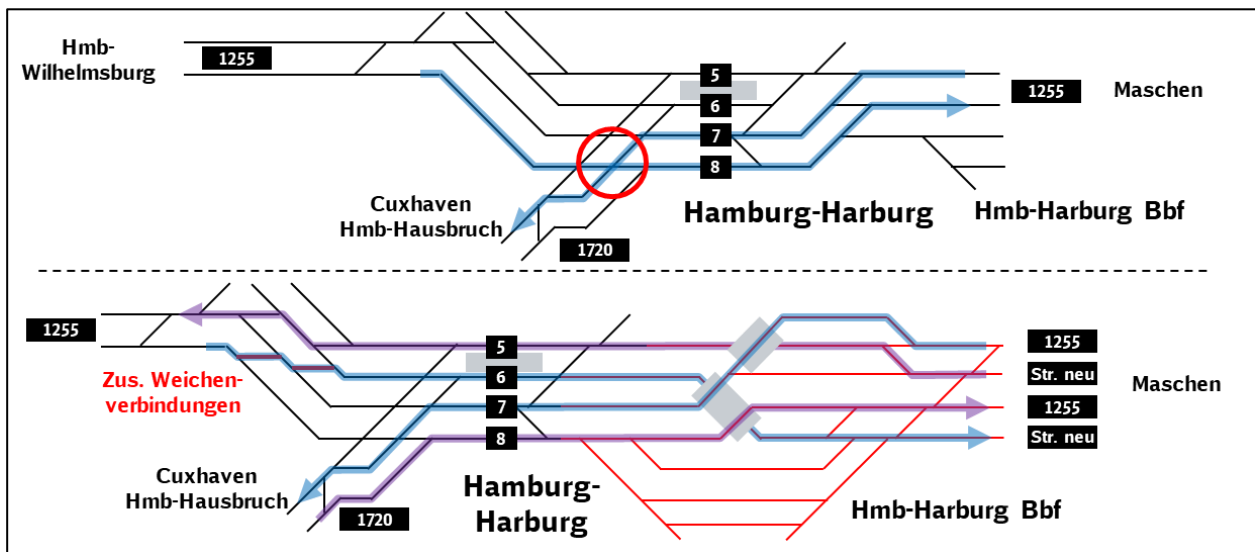 Hmb-
Wilhelmsburg
1255
5
6
7
8
1255
Maschen
Cuxhaven
Hmb-Hausbruch
1720
Hamburg-Harburg
Hmb-Harburg Bbf
1255
Zus. Weichen-
verbindungen
5
6
7
8
1255
Str. neu
1255
Str. neu
Maschen
Cuxhaven
Hmb-Hausbruch
1720
Hamburg-
Harburg
Hmb-Harburg Bbf